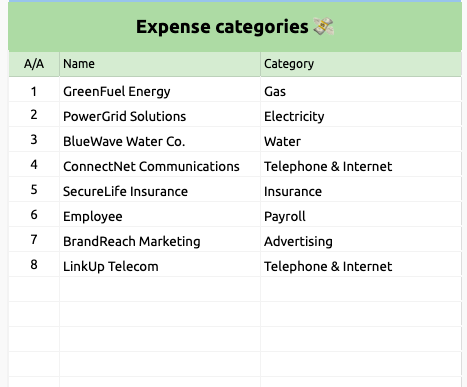 Expense categories 💸
A/A Name Category
1 GreenFuel Energy Gas
2 PowerGrid Solutions Electricity
3 BlueWave Water Co. Water
4 ConnectNet Communications Telephone & Internet
5 SecureLife Insurance Insurance
6 Employee Payroll
7 BrandReach Marketing Advertising
8 LinkUp Telecom Telephone & Internet